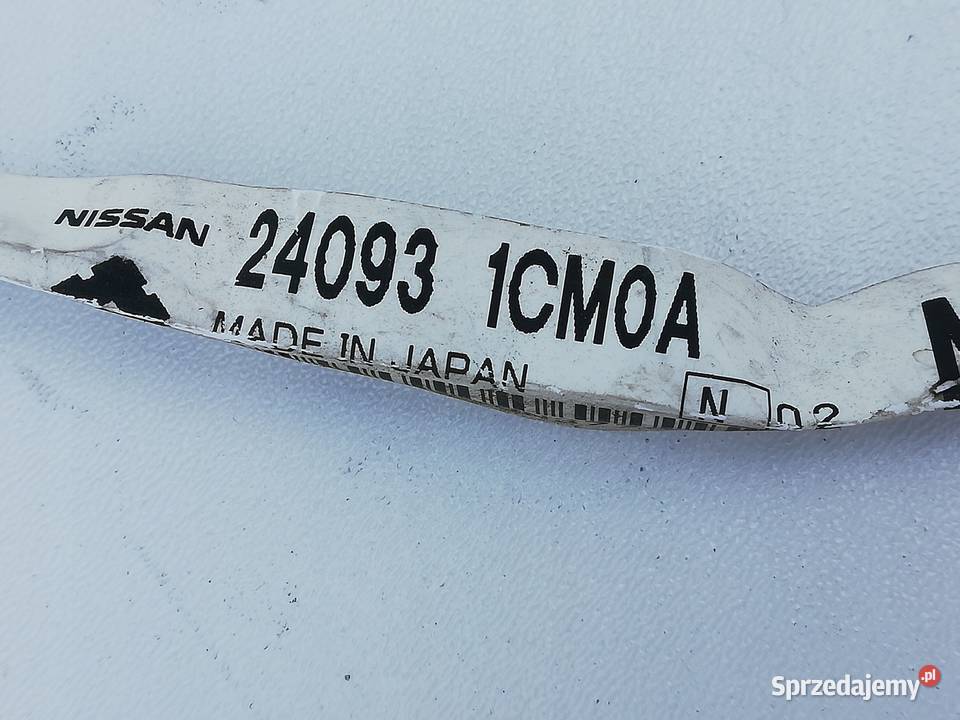 NISSAN 24093 1CM0A
MADE IN JAPAN
N 02
Sprzedajemy.pl